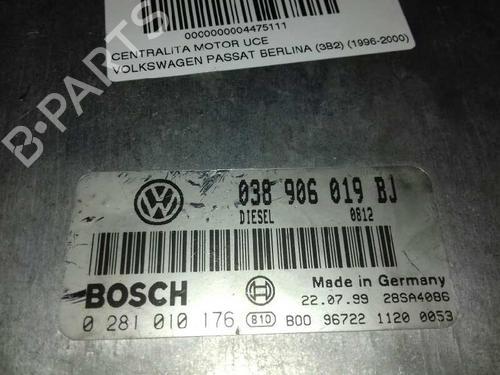 0000000004475111
CENTRALITA MOTOR UCE
VOLKSWAGEN PASSAT BERLINA (3B2) (1996-2000)
B-PARTS
038 906 019 BJ
DIESEL 0812
BOSCH
Made in Germany
22.07.99 28SA4086
0 281 010 176 810 B00 96722 1120 0053